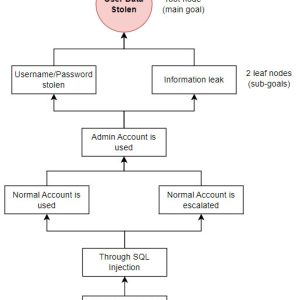 User Data
Stolen
root node
(main goal)
Username/Password
stolen
Information leak
2 leaf nodes
(sub-goals)
Admin Account is
used
Normal Account is
used
Normal Account is
escalated
Through SQL
Injection